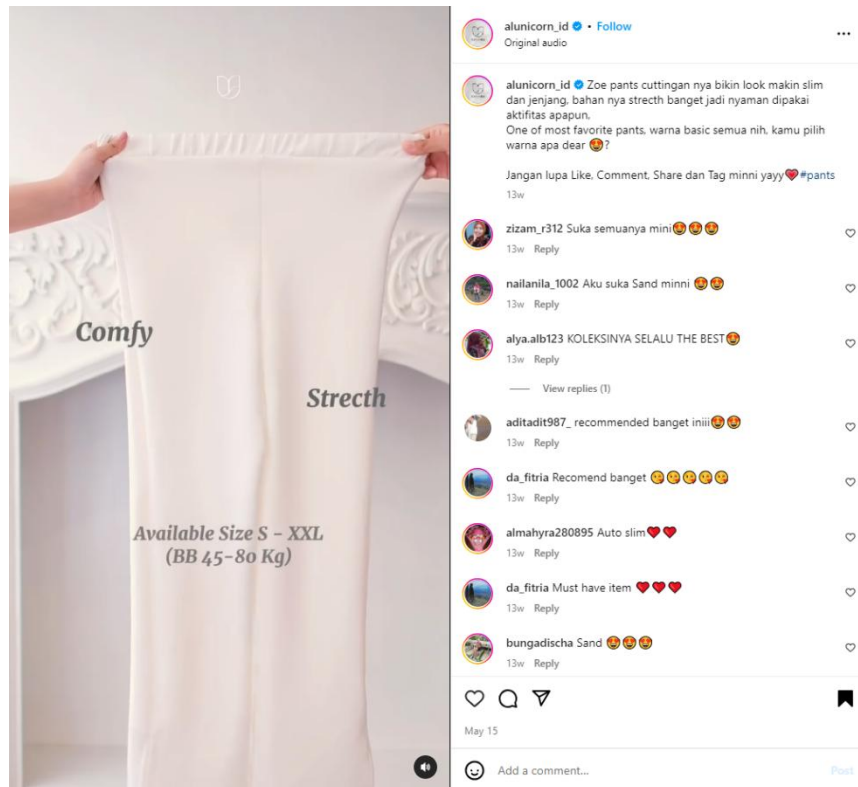 alunicorn_id • Follow
Original audio
alunicorn_id Zoe pants cuttingan nya bikin look makin slim
dan jenjang, bahan nya strecth banget jadi nyaman dipakai
aktifitas apapun.
One of most favorite pants, warna basic semua nih, kamu pilih
warna apa dear 😍?
Jangan lupa Like, Comment, Share dan Tag minni yayy💗#pants
13w
zizam_r312 Suka semuanya mini😍😍😍
13w Reply
nailanila_1002 Aku suka Sand minni 😍😍
13w Reply
alya.alb123 KOLEKSINYA SELALU THE BEST😍
13w Reply
View replies (1)
aditadit987_ recommended banget iniii😍😍
13w Reply
da_fitria Recomend banget 😘😘😘😘😘
13w Reply
almahyra280895 Auto slim❤️❤️
13w Reply
da_fitria Must have item ❤️❤️❤️
13w Reply
bungadischa Sand 😍😍😍
13w Reply
May 15
Add a comment...
Post
Comfy
Strecth
Available Size S - XXL
(BB 45-80 Kg)